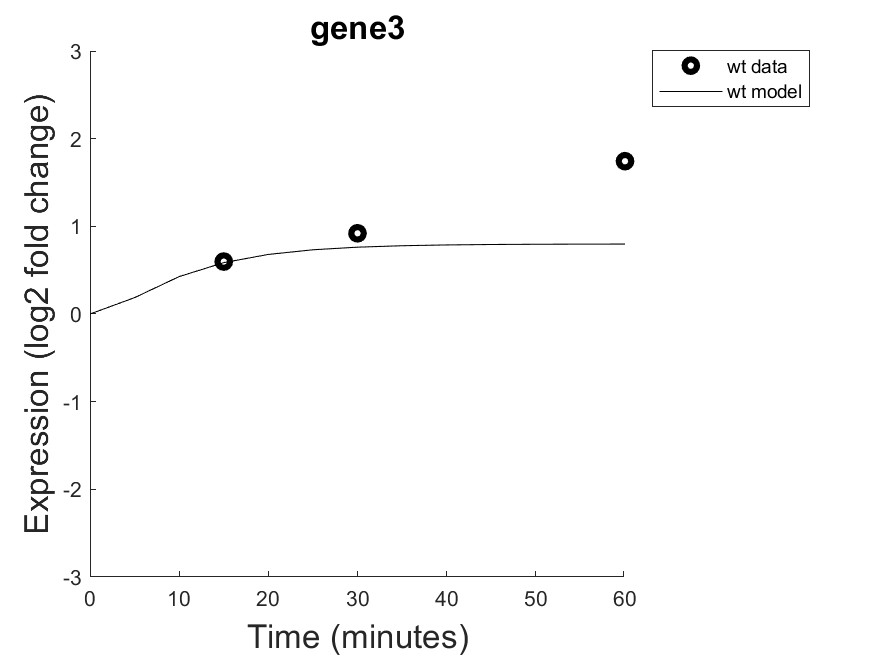 gene3
wt data
wt model
Expression (log2 fold change)
3
2
1
0
-1
-2
-3
0 10 20 30 40 50 60
Time (minutes)